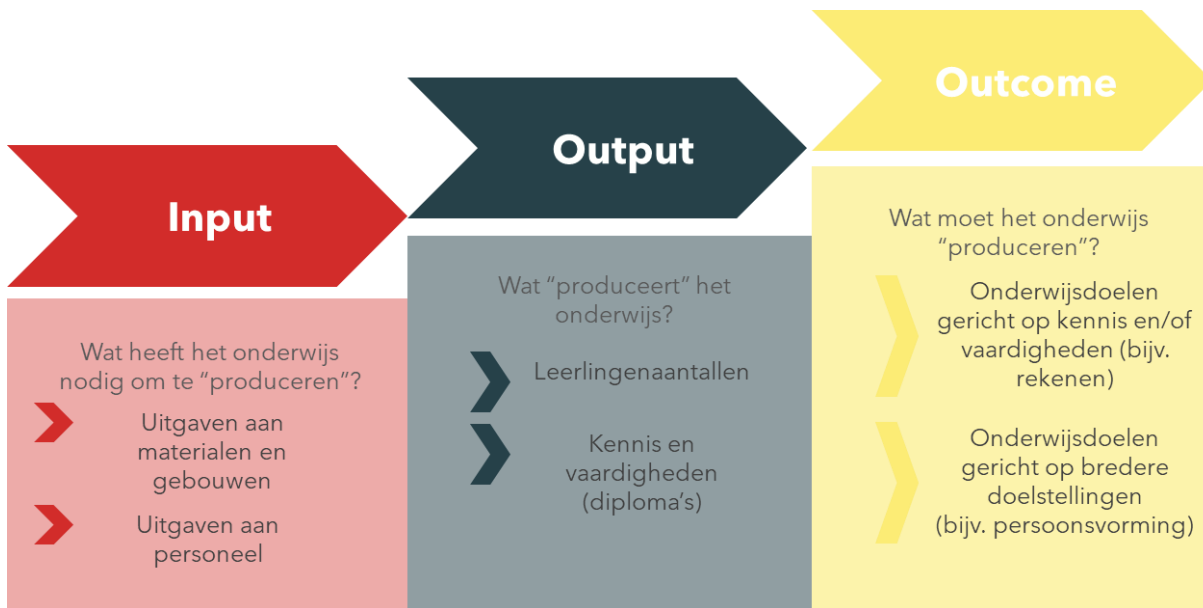 Input
Wat heeft het onderwijs
nodig om te “produceren”?
Uitgaven aan
materialen en
gebouwen
Uitgaven aan
personeel
Output
Wat “produceert” het
onderwijs?
Leerlingenaantallen
Kennis en
vaardigheden
(diploma’s)
Outcome
Wat moet het onderwijs
“produceren”?
Onderwijsdoelen
gericht op kennis en/of
vaardigheden (bijv.
rekenen)
Onderwijsdoelen
gericht op bredere
doelstellingen
(bijv. persoonsvorming)